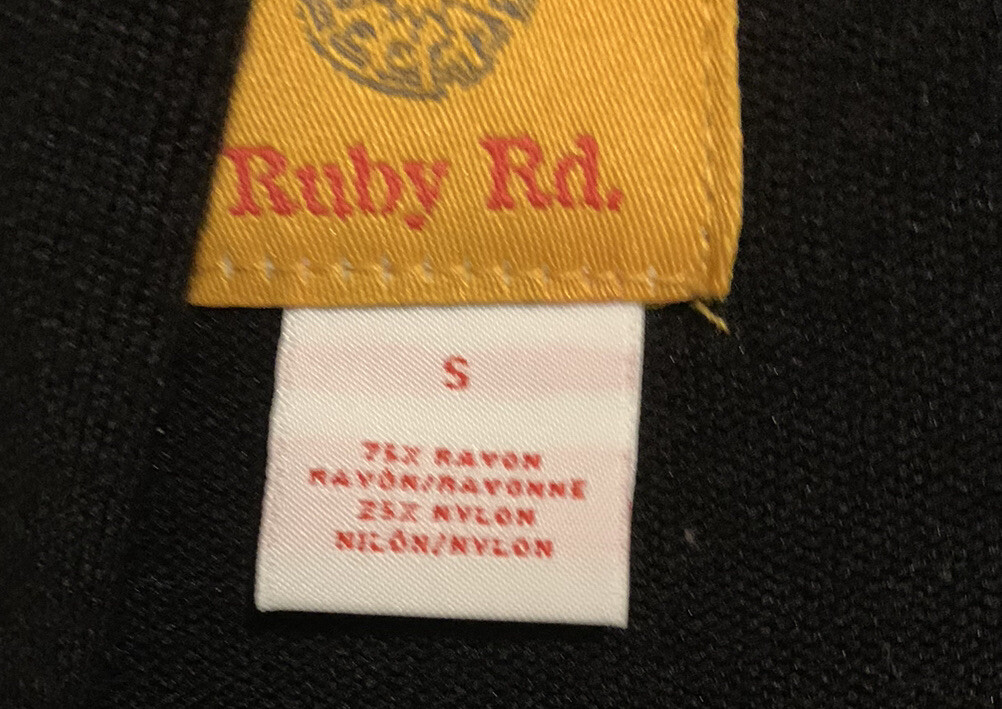 Ruby Rd.
S
75% RAYON
RAYÓN/RAYONNE
25% NYLON
NILÓN/NYLON